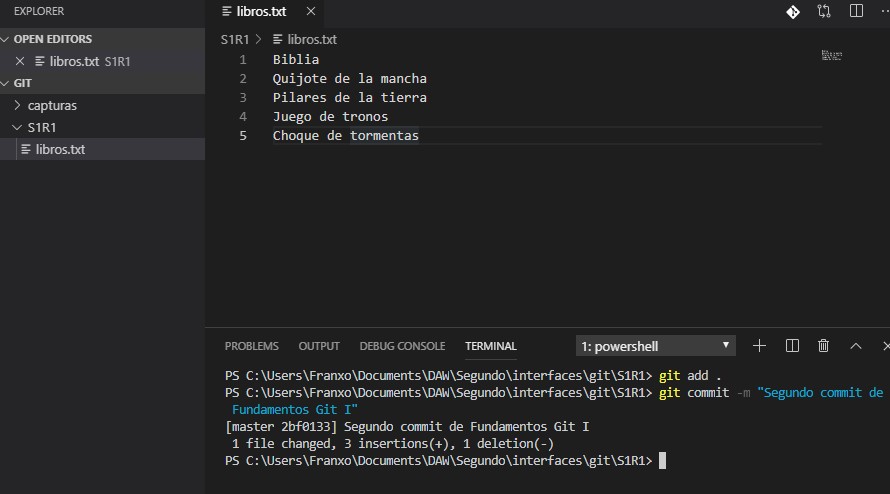 EXPLORER
OPEN EDITORS
libros.txt S1R1
GIT
capturas
S1R1
libros.txt
libros.txt
S1R1 > libros.txt
1 Biblia
2 Quijote de la mancha
3 Pilares de la tierra
4 Juego de tronos
5 Choque de tormentas
PROBLEMS OUTPUT DEBUG CONSOLE TERMINAL 1: powershell
PS C:\Users\Franxo\Documents\DAW\Segundo\interfaces\git\S1R1> git add .
PS C:\Users\Franxo\Documents\DAW\Segundo\interfaces\git\S1R1> git commit -m "Segundo commit de
Fundamentos Git I"
[master 2bf0133] Segundo commit de Fundamentos Git I
1 file changed, 3 insertions(+), 1 deletion(-)
PS C:\Users\Franxo\Documents\DAW\Segundo\interfaces\git\S1R1>